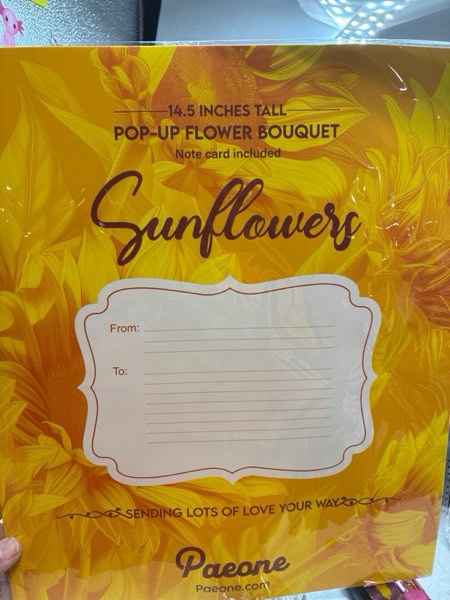 14.5 INCHES TALL
POP-UP FLOWER BOUQUET
Note card included
Sunflowers
From:
To:
SENDING LOTS OF LOVE YOUR WAY
Paeone
Paeone.com